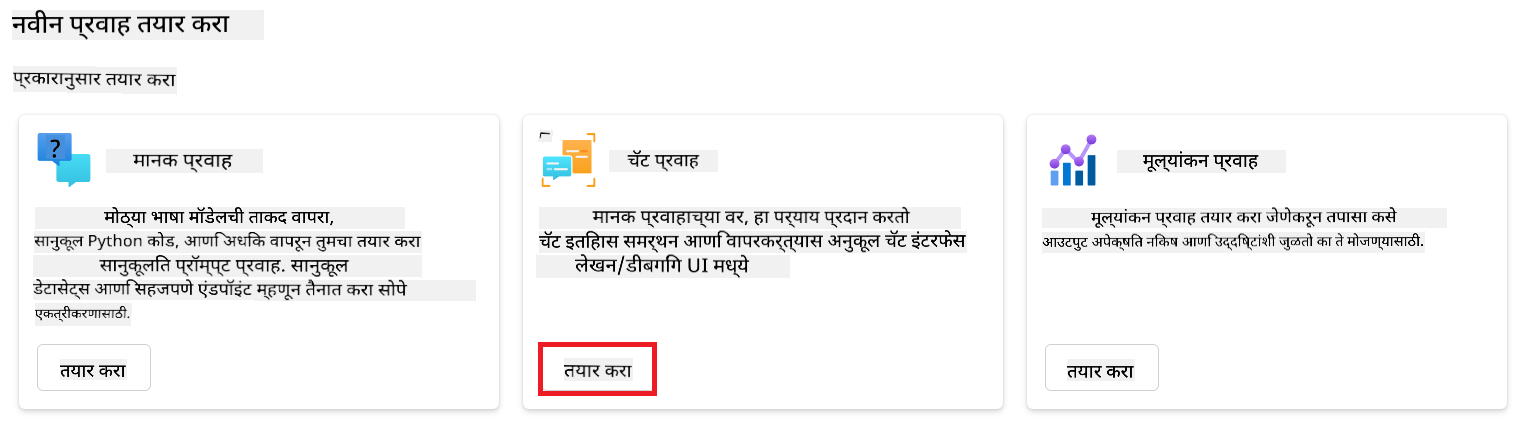 नवीन प्रवाह तयार करा
प्रकारानुसार तयार करा
?
मानक प्रवाह
मोठ्या भाषा मॉडेलची ताकद वापरा,
सानुकूल Python कोड, आणि अधिक वापरून तुमचा तयार करा
सानुकूलित प्रॉम्प्ट प्रवाह. सानुकूल
डेटासेट्स आणि सहजपणे एंडपॉइंट म्हणून तैनात करा सोपे
एकत्रीकरणासाठी.
तयार करा
चॅट प्रवाह
मानक प्रवाहाच्या वर, हा पर्याय प्रदान करतो
चॅट इतिहास समर्थन आणि वापरकर्त्यास अनुकूल चॅट इंटरफेस
लेखन/डीबगिंग UI मध्ये
तयार करा
मूल्यांकन प्रवाह
मूल्यांकन प्रवाह तयार करा जेणेकरून तपासा कसे
आउटपुट अपेक्षित निकष आणि उद्दिष्टांशी जुळतो का ते मोजण्यासाठी.
तयार करा